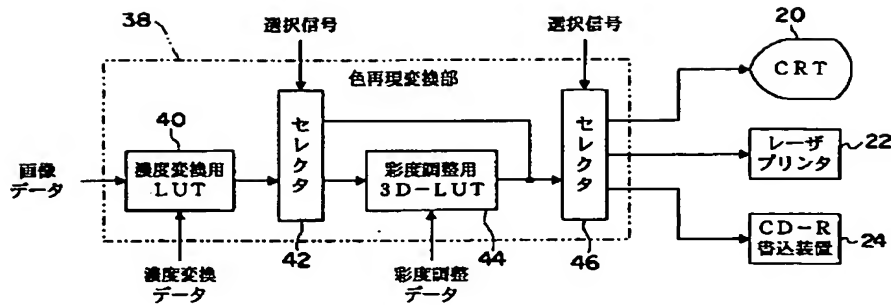 38
選択信号
選択信号
20
CRT
色再現変換部
40
セレクタ
セレクタ
画像
データ
濃度変換用
LUT
彩度調整用
3D-LUT
レーザ
プリンタ
22
42
44
46
CD-R
書込装置
24
濃度変換
データ
彩度調整
データ